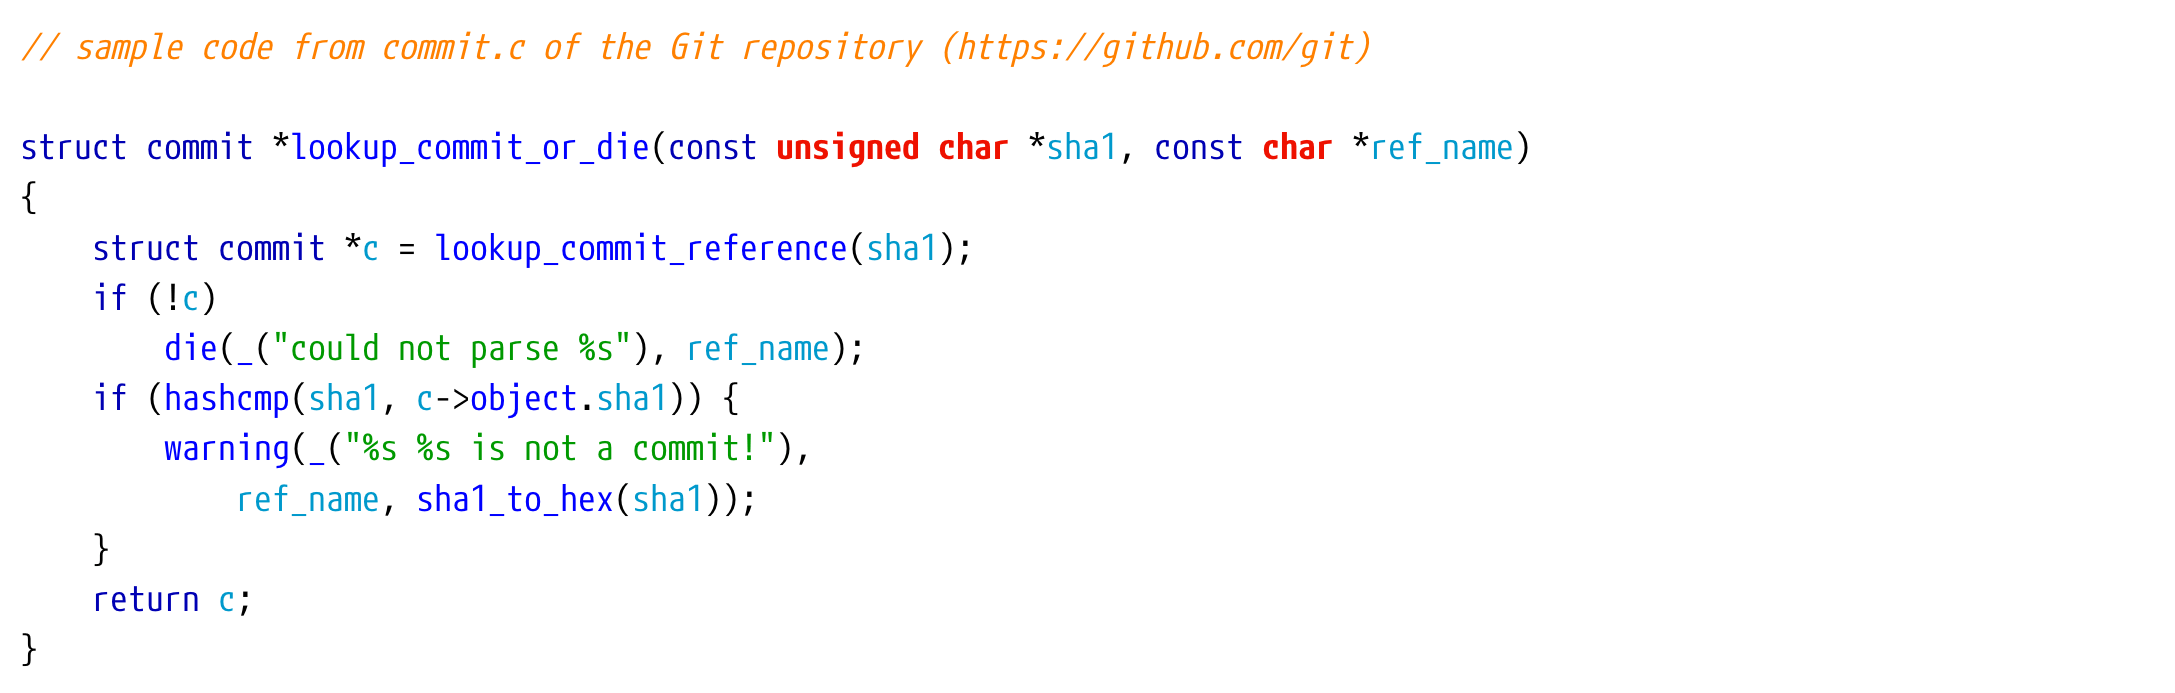 // sample code from commit.c of the Git repository (https://github.com/git)

struct commit *lookup_commit_or_die(const unsigned char *sha1, const char *ref_name)
{
    struct commit *c = lookup_commit_reference(sha1);
    if (!c)
        die(_("could not parse %s"), ref_name);
    if (hashcmp(sha1, c->object.sha1)) {
        warning(_("%s %s is not a commit!"),
            ref_name, sha1_to_hex(sha1));
    }
    return c;
}